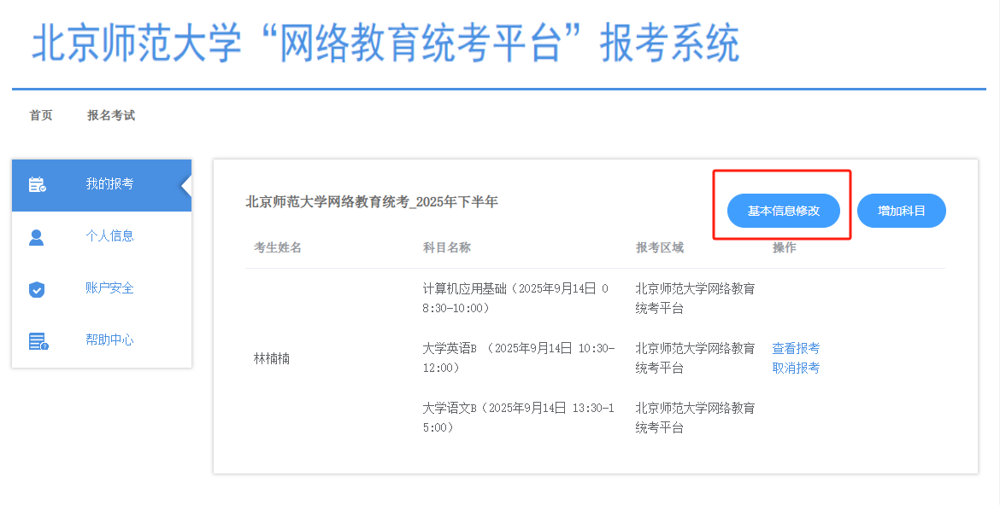 北京师范大学“网络教育统考平台”报考系统
首页 报名考试
我的报考
个人信息
账户安全
帮助中心
北京师范大学网络教育统考_2025年下半年
基本信息修改 增加科目
考生姓名 科目名称 报考区域 操作
林楠楠
计算机应用基础（2025年9月14日 0
8:30-10:00）
北京师范大学网络教育
统考平台
大学英语B （2025年9月14日 10:30-
12:00）
北京师范大学网络教育
统考平台
大学语文B（2025年9月14日 13:30-1
5:00）
北京师范大学网络教育
统考平台
查看报考
取消报考